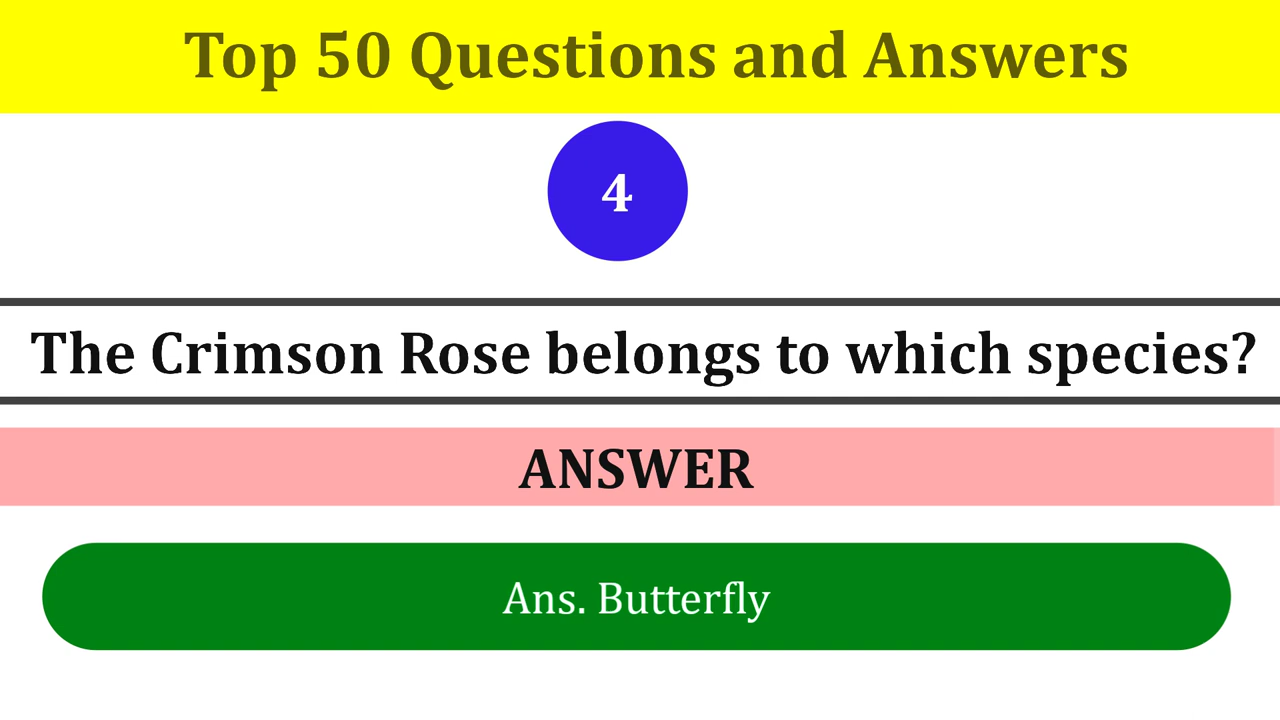 Top 50 Questions and Answers
4
The Crimson Rose belongs to which species?
ANSWER
Ans. Butterfly